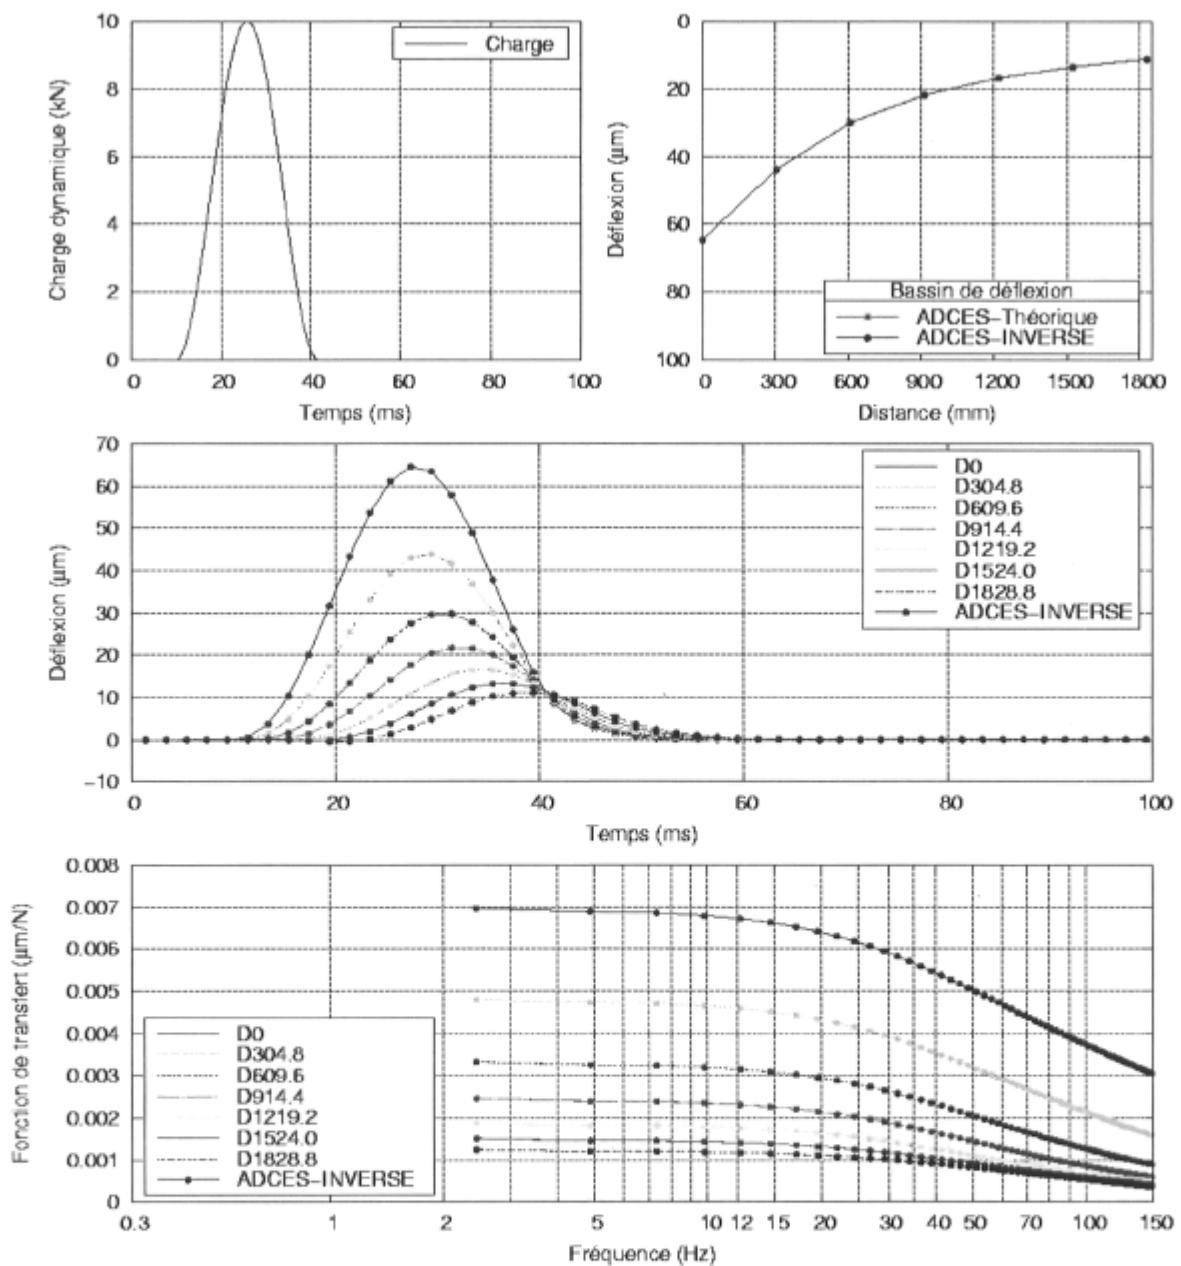 10
8
6
4
2
0
Charge dynamique (kN)
Charge
0 20 40 60 80 100
Temps (ms)
0
20
40
60
80
100
Déflexion (µm)
Bassin de déflexion
ADCES-Théorique
ADCES-INVERSE
0 300 600 900 1200 1500 1800
Distance (mm)
70
60
50
40
30
20
10
0
-10
Déflexion (µm)
D0
D304.8
D609.6
D914.4
D1219.2
D1524.0
D1828.8
ADCES-INVERSE
0 20 40 60 80 100
Temps (ms)
0.008
0.007
0.006
0.005
0.004
0.003
0.002
0.001
0
Fonction de transfert (µm/N)
D0
D304.8
D609.6
D914.4
D1219.2
D1524.0
D1828.8
ADCES-INVERSE
0.3 1 2 5 10 12 15 20 30 40 50 70 100 150
Fréquence (Hz)